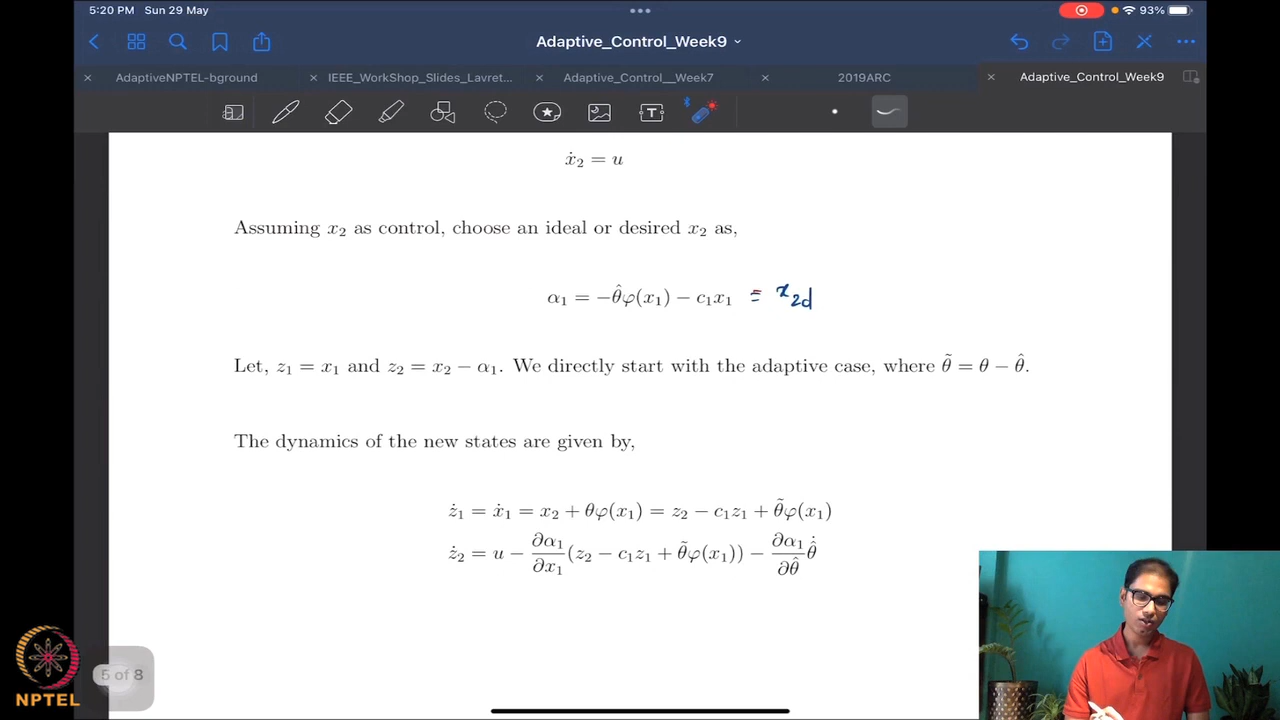 5:20 PM Sun 29 May
93%
Adaptive_Control_Week9
AdaptiveNPTEL-bground
IEEE_WorkShop_Slides_Lavret...
Adaptive_Control__Week7
2019ARC
Adaptive_Control_Week9
ẋ₂ = u
Assuming x₂ as control, choose an ideal or desired x₂ as,
α₁ = −θ̂φ(x₁) − c₁x₁ = x₂d
Let, z₁ = x₁ and z₂ = x₂ − α₁. We directly start with the adaptive case, where θ̃ = θ − θ̂.
The dynamics of the new states are given by,
ż₁ = ẋ₁ = x₂ + θφ(x₁) = z₂ − c₁z₁ + θ̃φ(x₁)
ż₂ = u − ∂α₁/∂x₁ (z₂ − c₁z₁ + θ̃φ(x₁)) − ∂α₁/∂θ̂ θ̂̇
5 of 8
NPTEL